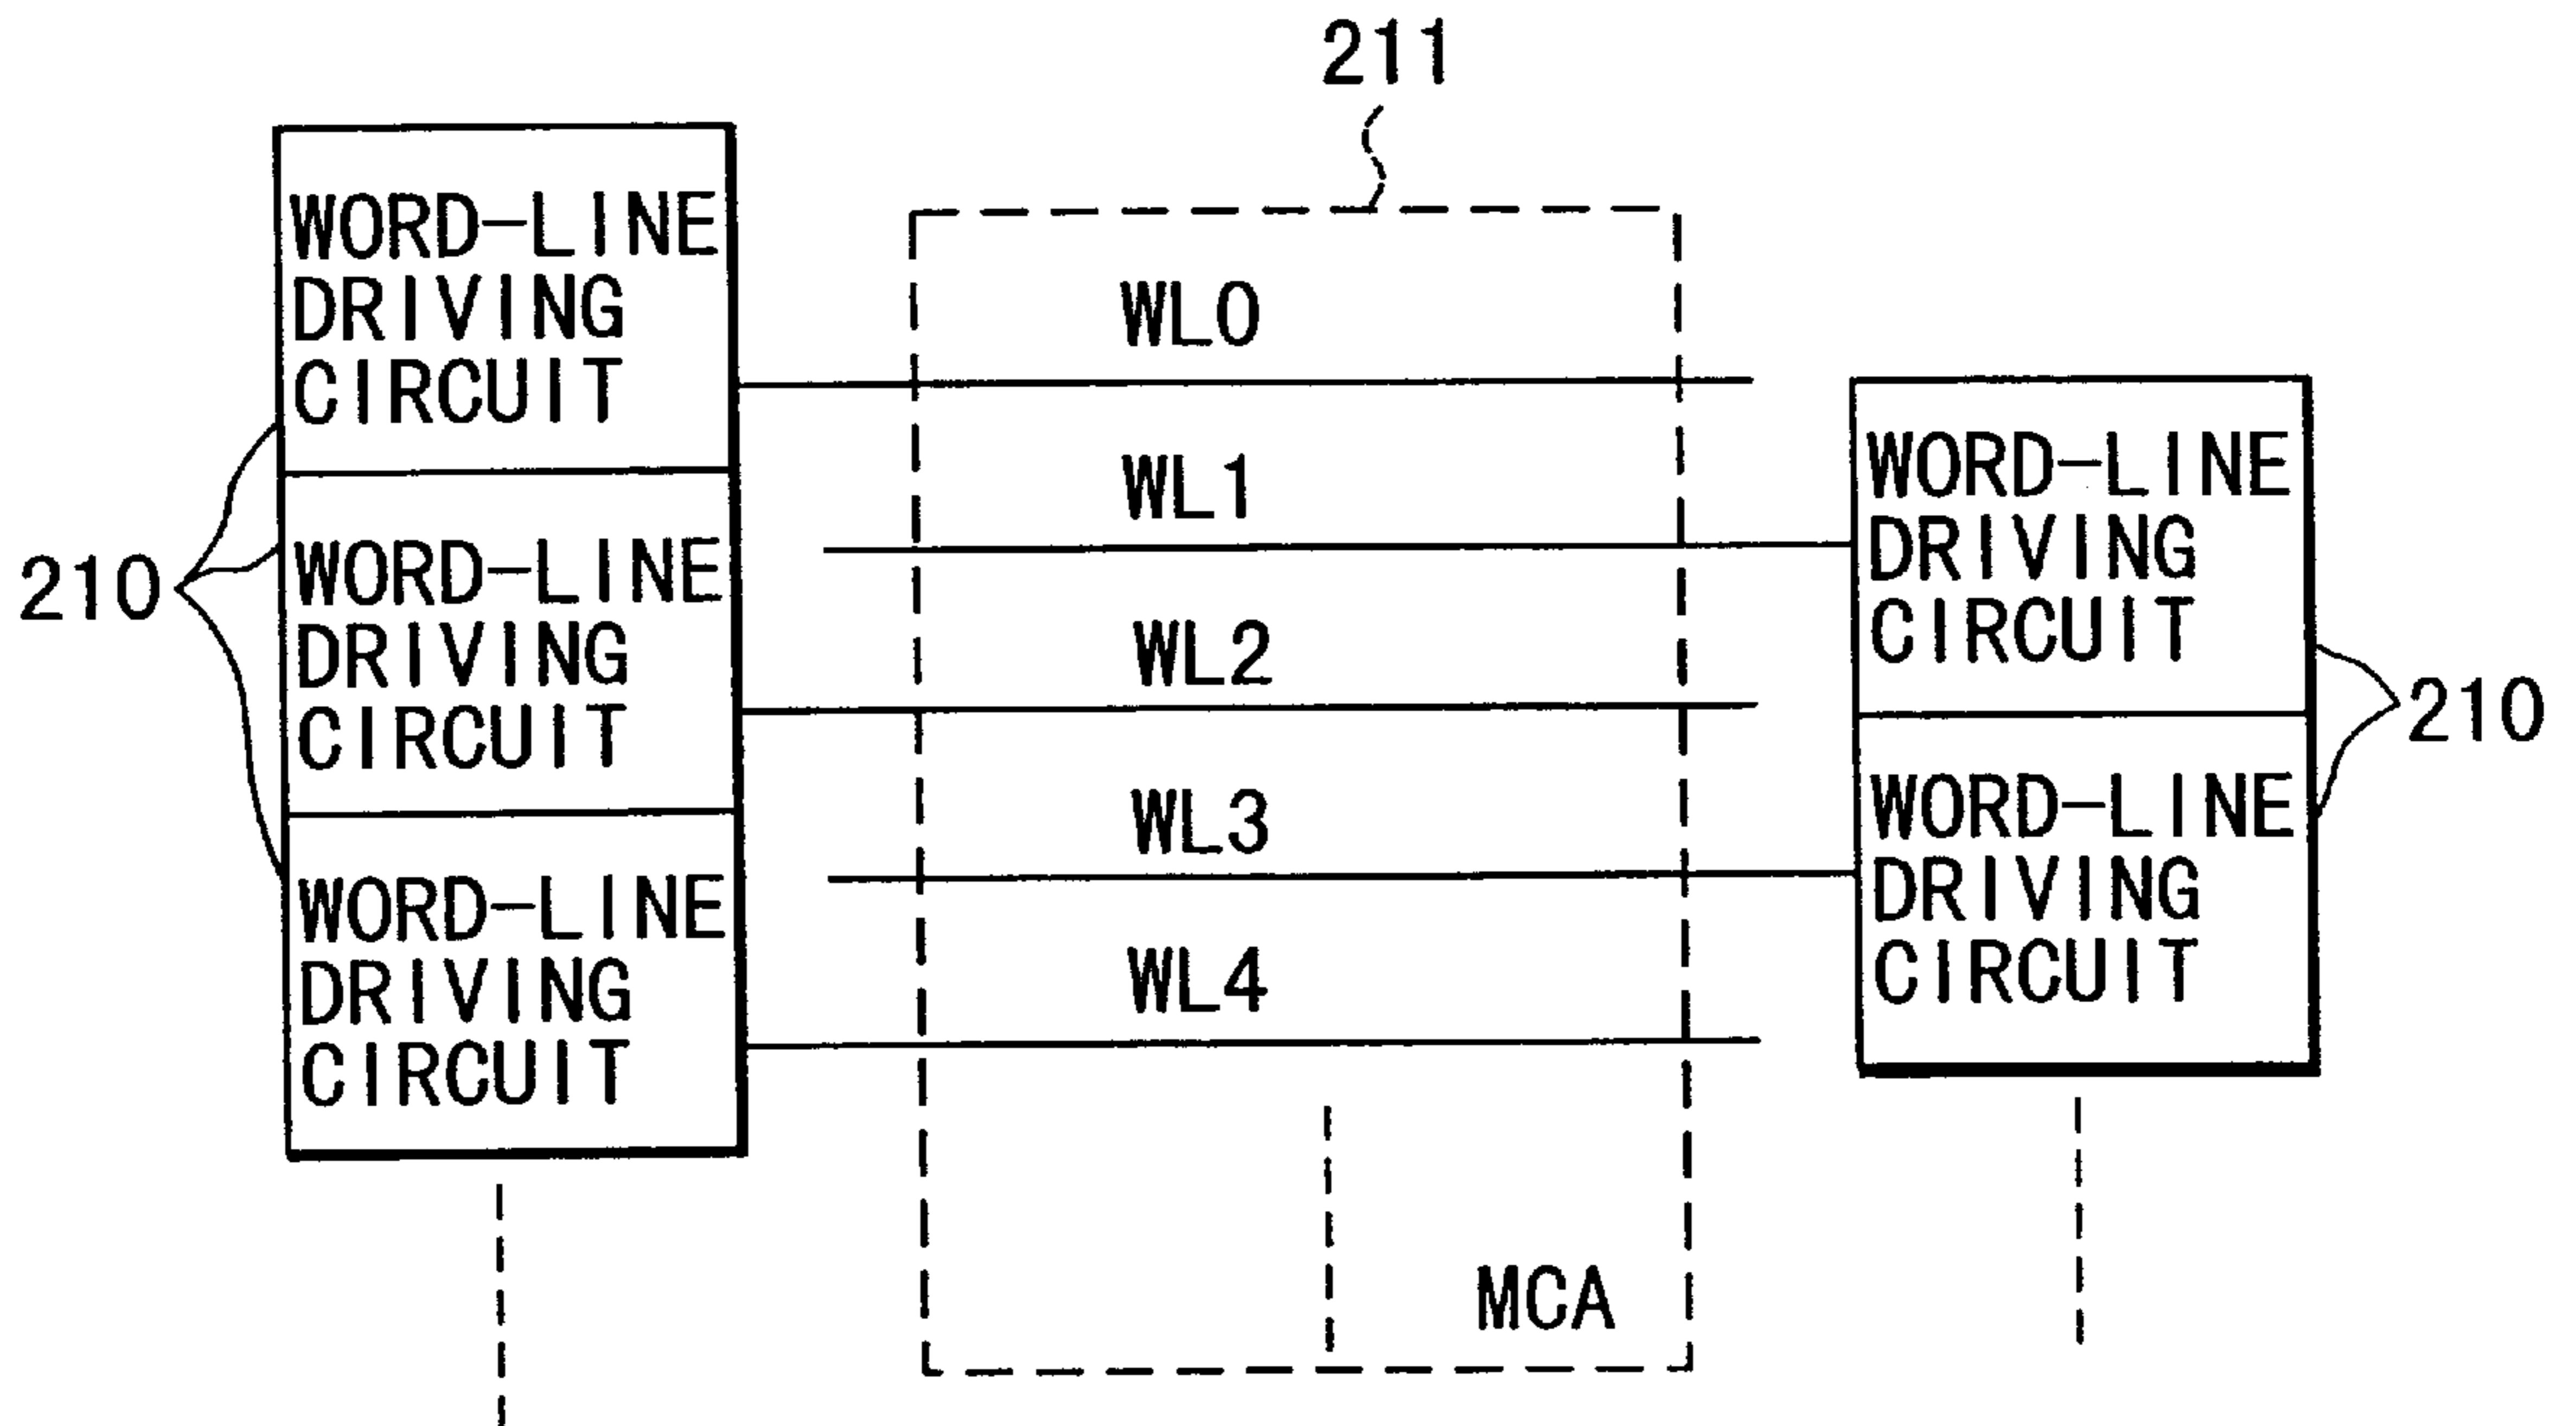 211
WORD-LINE
DRIVING
CIRCUIT
WORD-LINE
DRIVING
CIRCUIT
WORD-LINE
DRIVING
CIRCUIT
210
WL0
WL1
WL2
WL3
WL4
MCA
WORD-LINE
DRIVING
CIRCUIT
WORD-LINE
DRIVING
CIRCUIT
210